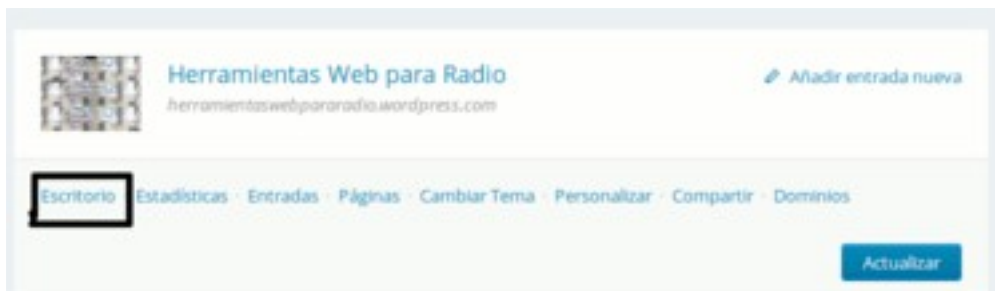 Herramientas Web para Radio
Añadir entrada nueva
herramientaswebpararadio.wordpress.com
Escritorio · Estadísticas · Entradas · Páginas · Cambiar Tema · Personalizar · Compartir · Dominios
Actualizar